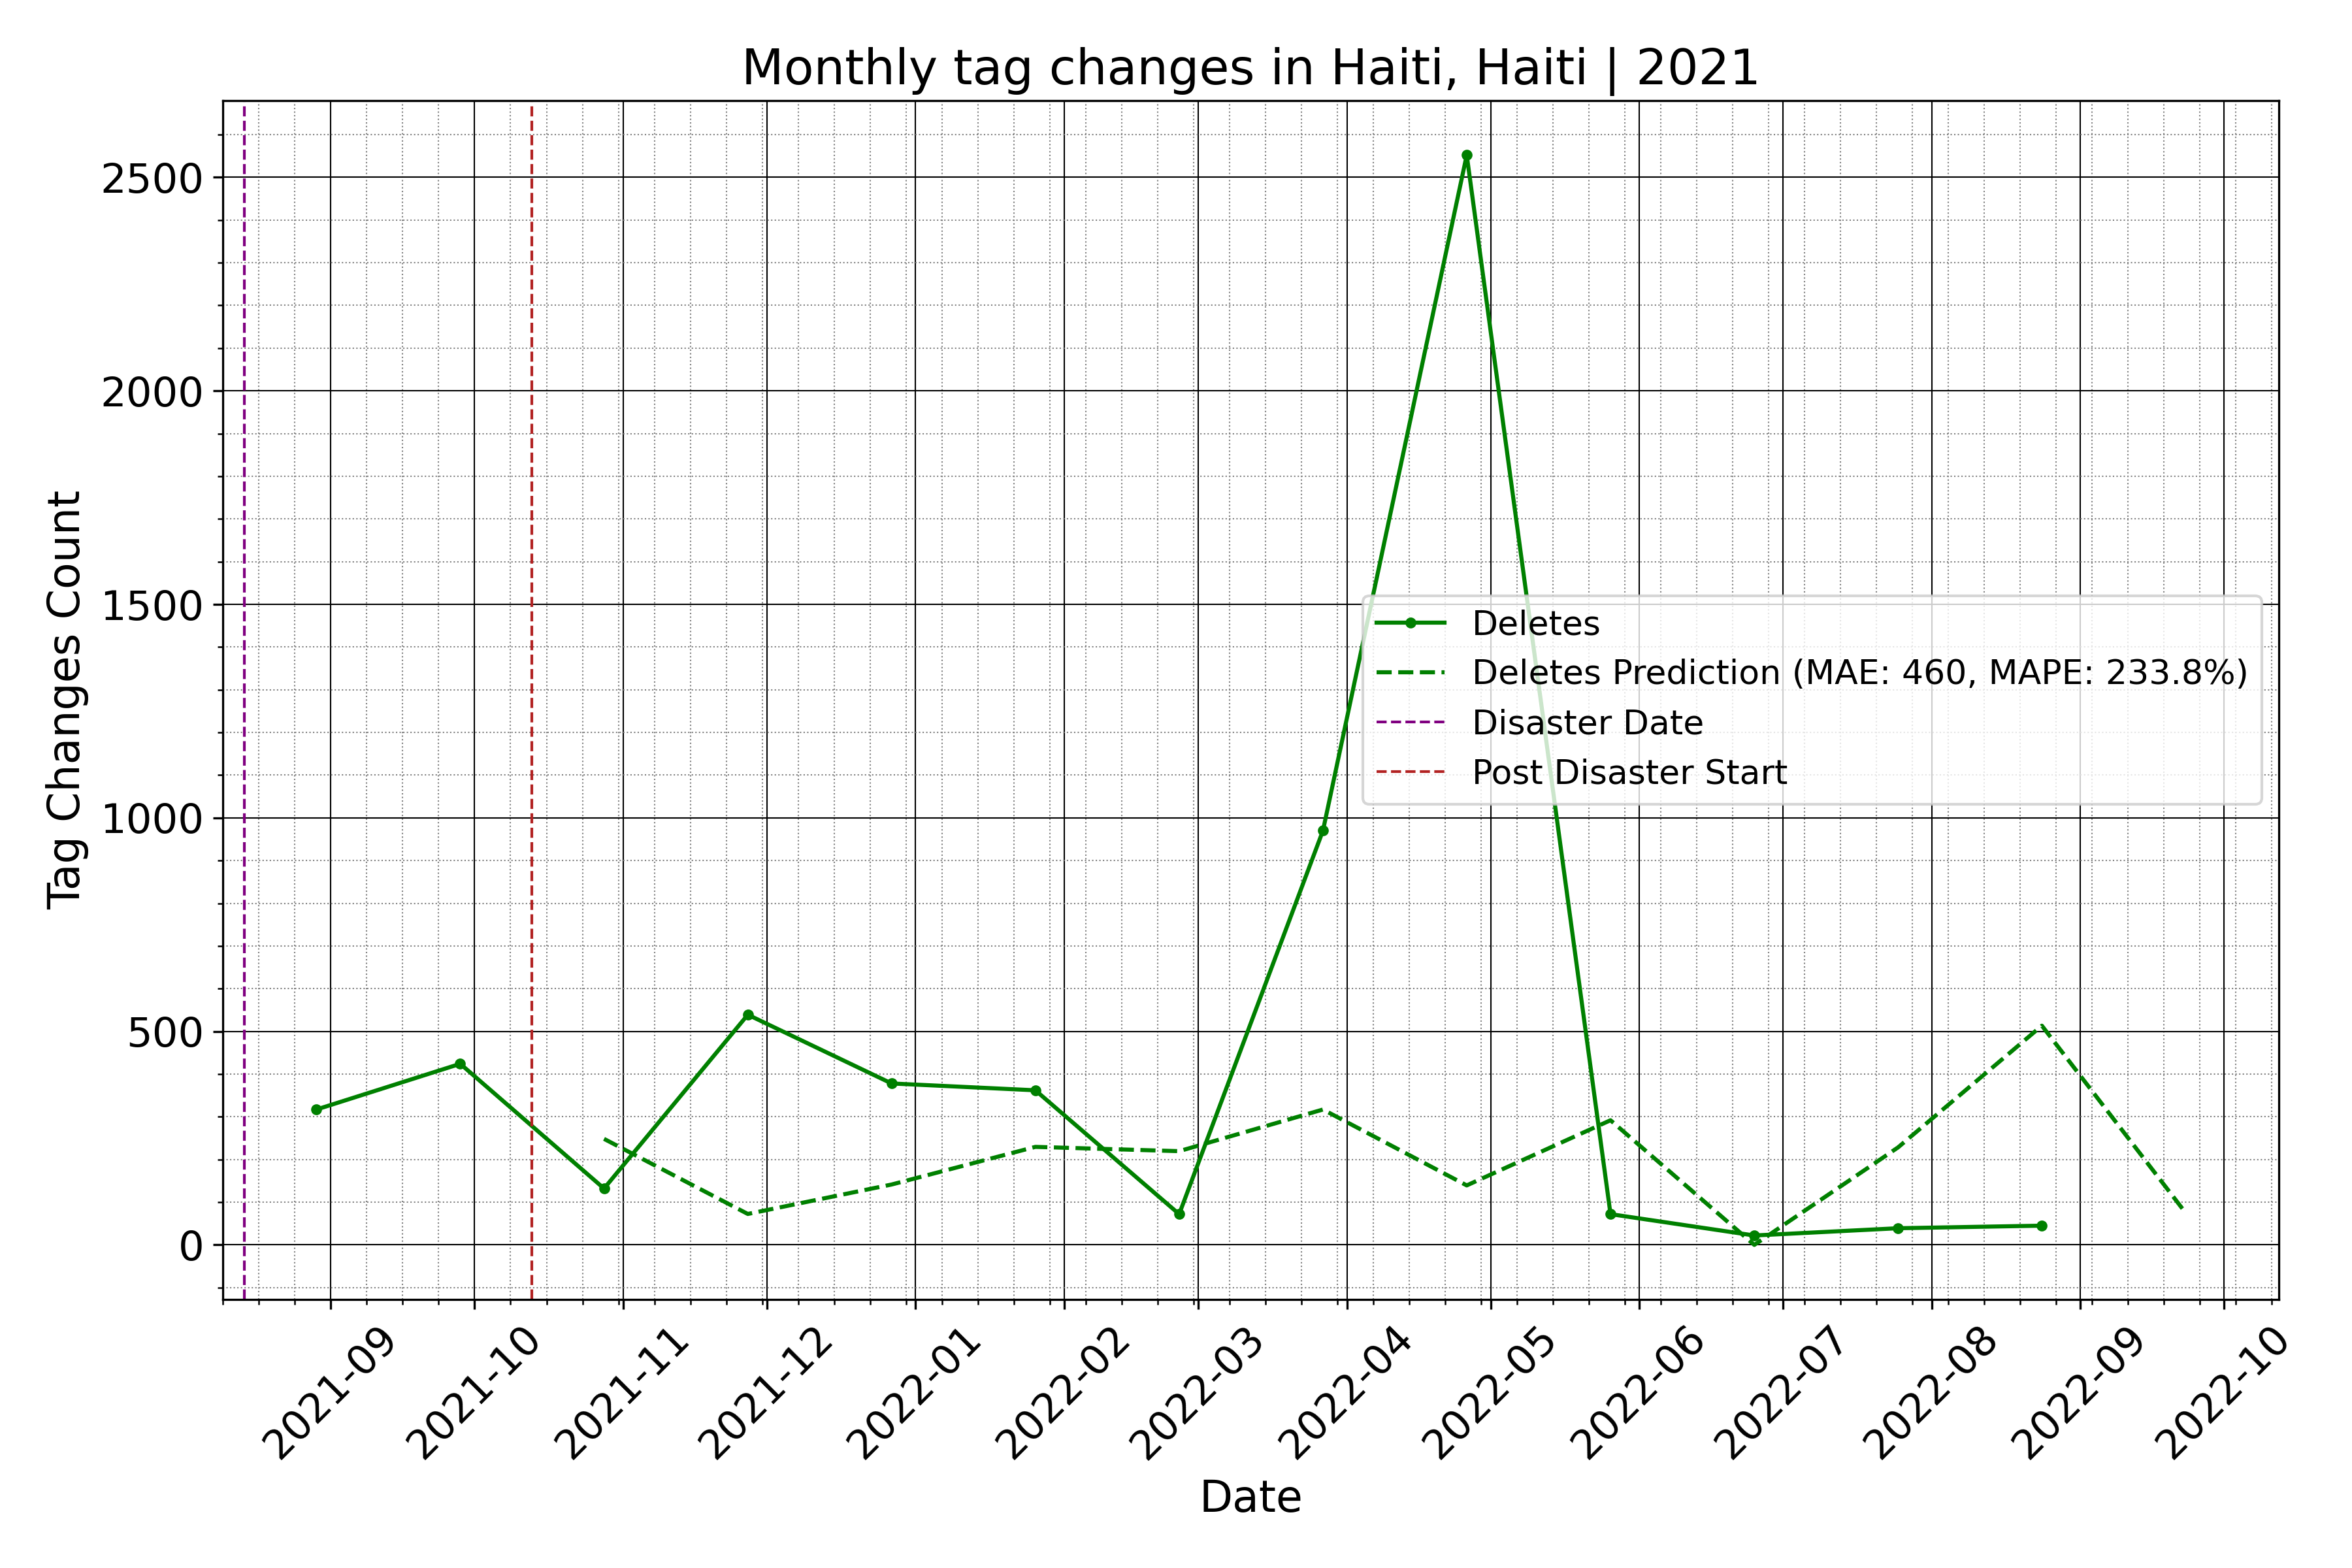 Monthly tag changes in Haiti, Haiti | 2021
Tag Changes Count
2500
2000
1500
1000
500
0
Deletes
Deletes Prediction (MAE: 460, MAPE: 233.8%)
Disaster Date
Post Disaster Start
2021-09
2021-10
2021-11
2021-12
2022-01
2022-02
2022-03
2022-04
2022-05
2022-06
2022-07
2022-08
2022-09
2022-10
Date